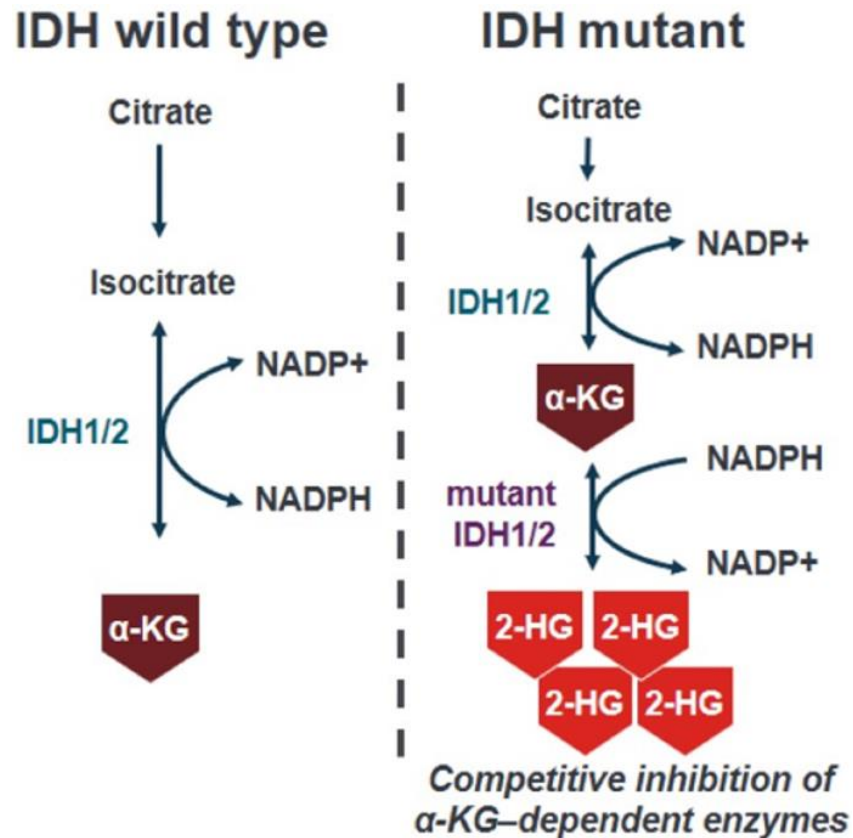 IDH wild type
Citrate
Isocitrate
IDH1/2
NADP+
NADPH
α-KG
IDH mutant
Citrate
Isocitrate
IDH1/2
NADP+
NADPH
α-KG
mutant
IDH1/2
NADPH
NADP+
2-HG 2-HG
2-HG 2-HG
Competitive inhibition of
α-KG–dependent enzymes